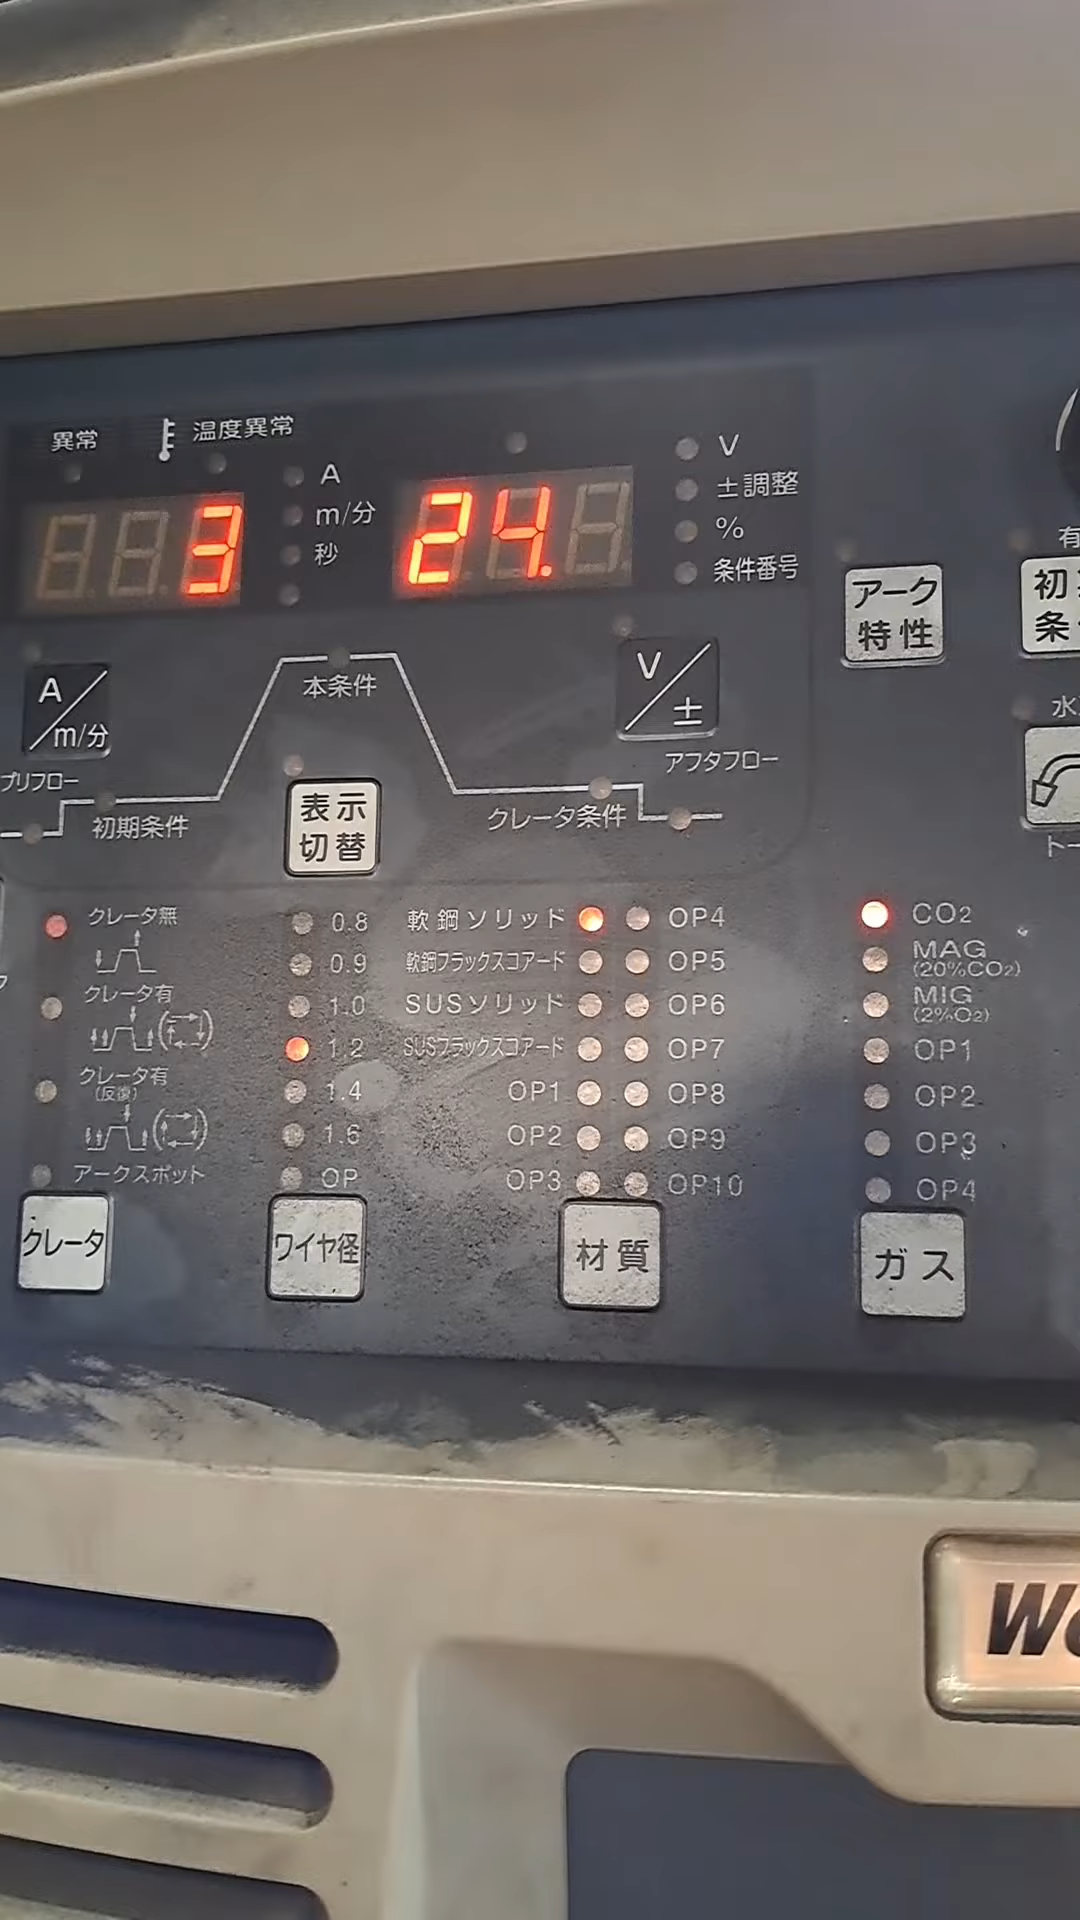 異常
温度異常
A
m/分
秒
3
24.
V
±調整
%
条件番号
アーク
特性
A
m/分
本条件
V
±
プリフロー
アフタフロー
初期条件
表示
切替
クレータ条件
クレータ無
クレータ有
クレータ有
(反復)
アークスポット
クレータ
0.8
0.9
1.0
1.2
1.4
1.6
OP
ワイヤ径
軟鋼ソリッド
軟鋼フラックスコアード
SUSソリッド
SUSフラックスコアード
OP1
OP2
OP3
OP4
OP5
OP6
OP7
OP8
OP9
OP10
材質
CO2
MAG
(20%CO2)
MIG
(2%O2)
OP1
OP2
OP3
OP4
ガス